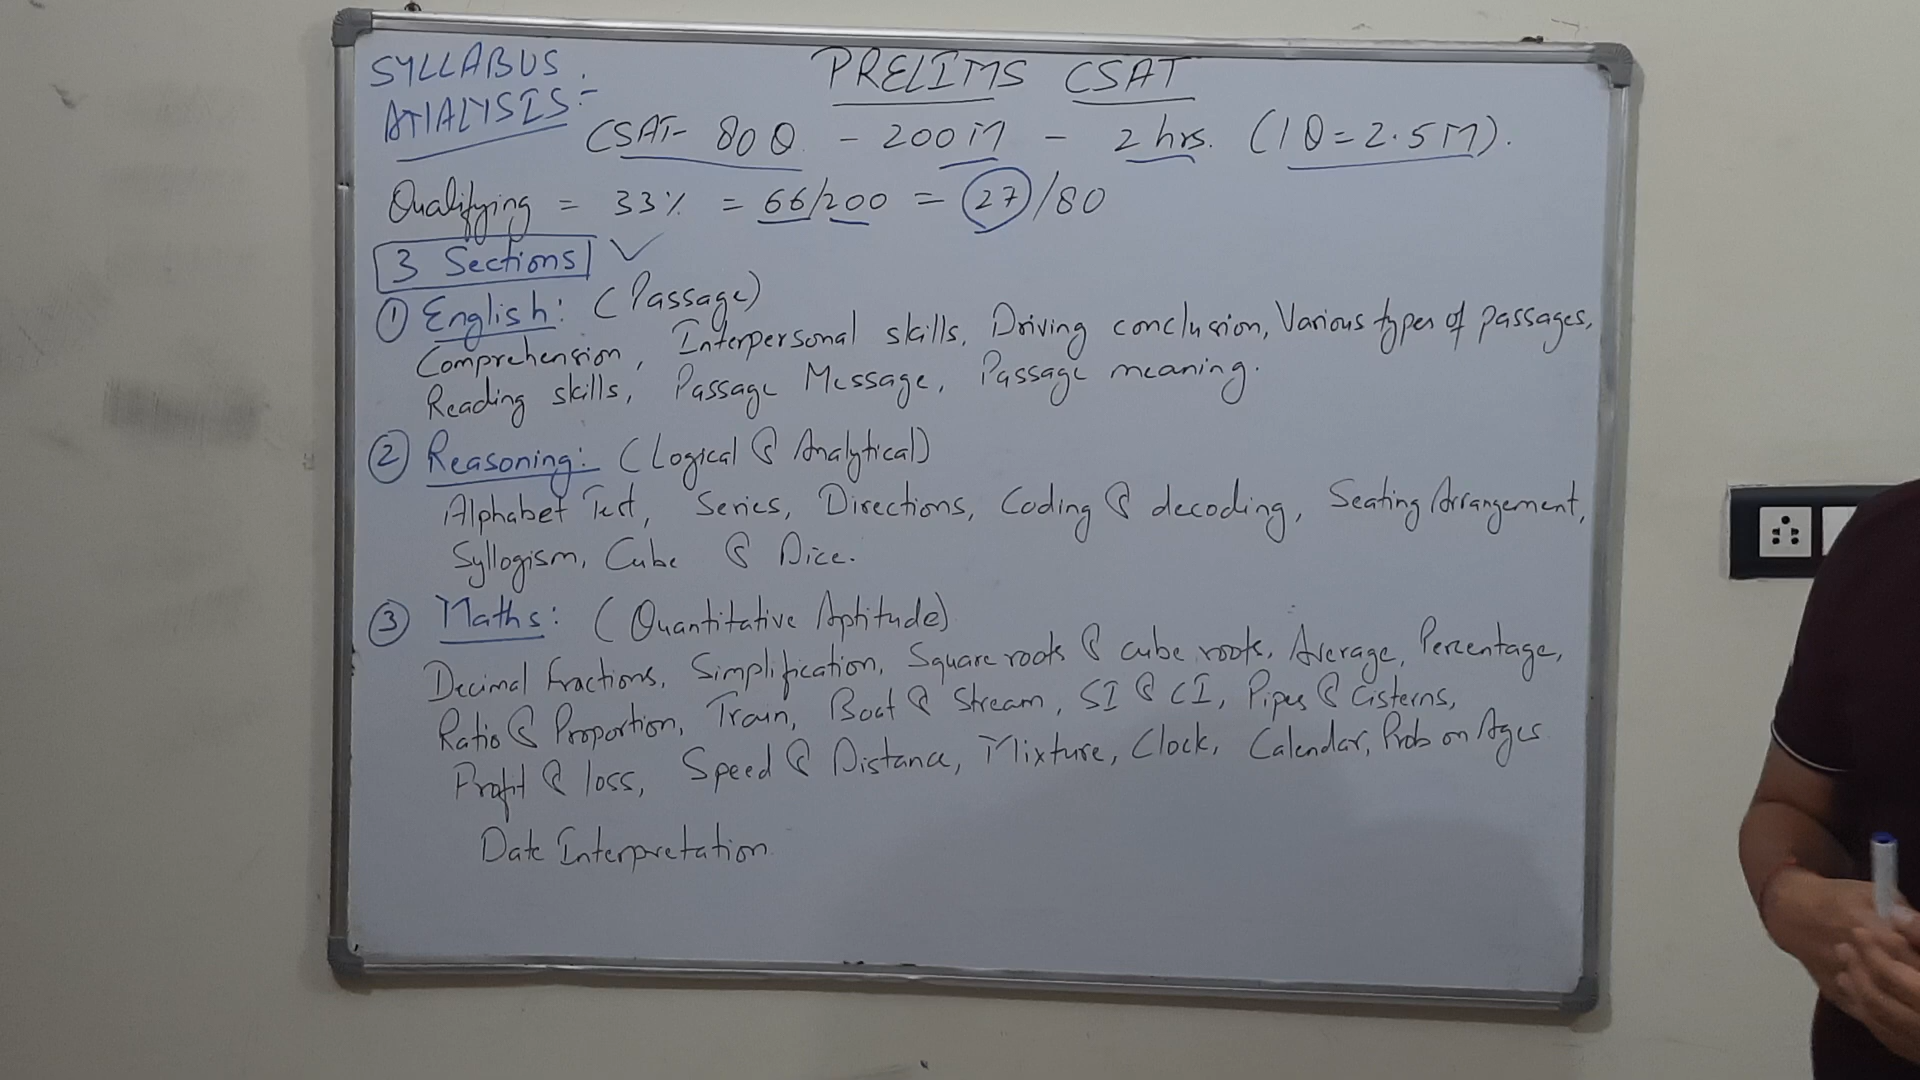 SYLLABUS ANALYSIS:-
PRELIMS CSAT
CSAT- 80 Q - 200 M - 2 hrs. (1 Q = 2.5 M).
Qualifying = 33% = 66/200 = 27/80
3 Sections ✓
① English: (Passage)
Comprehension, Interpersonal skills, Driving conclusion, Various types of passages,
Reading skills, Passage Message, Passage meaning.
② Reasoning: (Logical & Analytical)
Alphabet Test, Series, Directions, Coding & decoding, Seating Arrangement,
Syllogism, Cube & Dice.
③ Maths: (Quantitative Aptitude)
Decimal fractions, Simplification, Square roots & cube roots, Average, Percentage,
Ratio & Proportion, Train, Boat & Stream, SI & CI, Pipes & Cisterns,
Profit & loss, Speed & Distance, Mixture, Clock, Calendar, Prob on Ages
Date Interpretation.